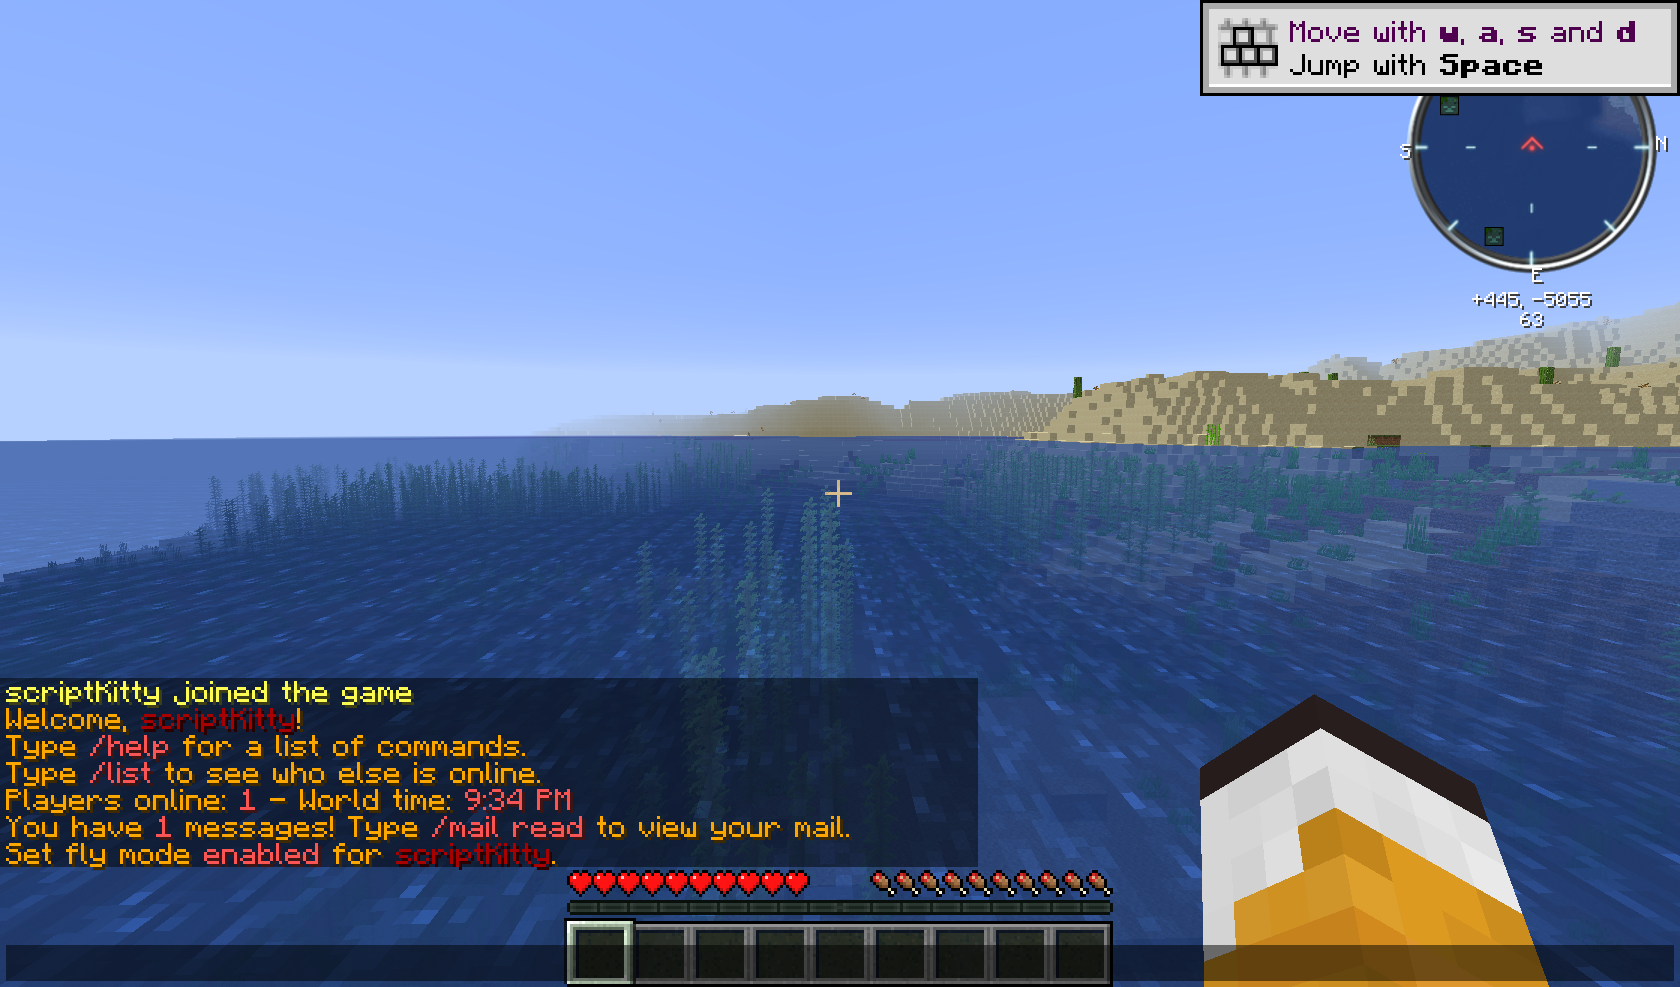 Move with w, a, s and d
Jump with Space
S
N
E
+445, -5055
63
scriptKitty joined the game
Welcome, scriptKitty!
Type /help for a list of commands.
Type /list to see who else is online.
Players online: 1 - World time: 9:34 PM
You have 1 messages! Type /mail read to view your mail.
Set fly mode enabled for scriptKitty.